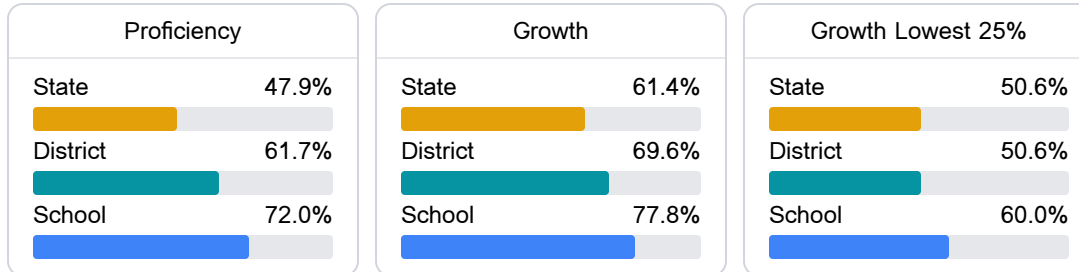 Proficiency
State 47.9%
District 61.7%
School 72.0%
Growth
State 61.4%
District 69.6%
School 77.8%
Growth Lowest 25%
State 50.6%
District 50.6%
School 60.0%